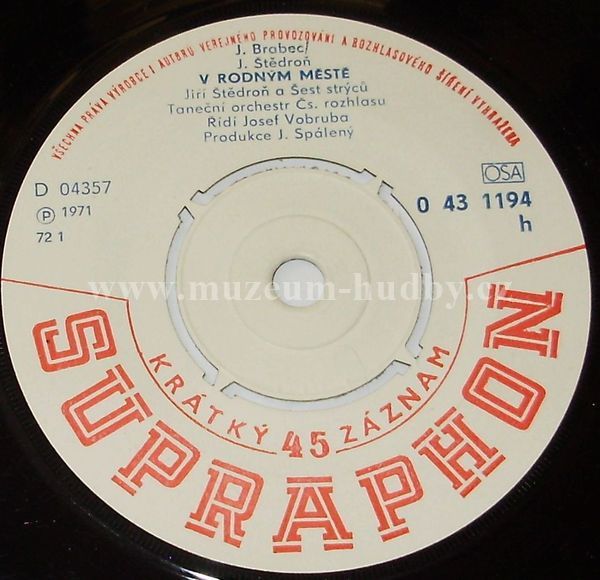 VŠECHNA PRÁVA VÝROBCE I AUTORŮ VEŘEJNÉHO PROVOZOVÁNÍ A ROZHLASOVÉHO ŠÍŘENÍ VYHRAŽENA
J. Brabec/
J. Štědroň
V RODNÝM MĚSTĚ
Jiří Štědroň a Šest strýců
Taneční orchestr Čs. rozhlasu
Řídí Josef Vobruba
Produkce J. Spálený
D 04357
Ⓟ 1971
72 1
OSA
0 43 1194
h
www.muzeum-hudby.cz
KRÁTKÝ 45 ZÁZNAM
SUPRAPHON